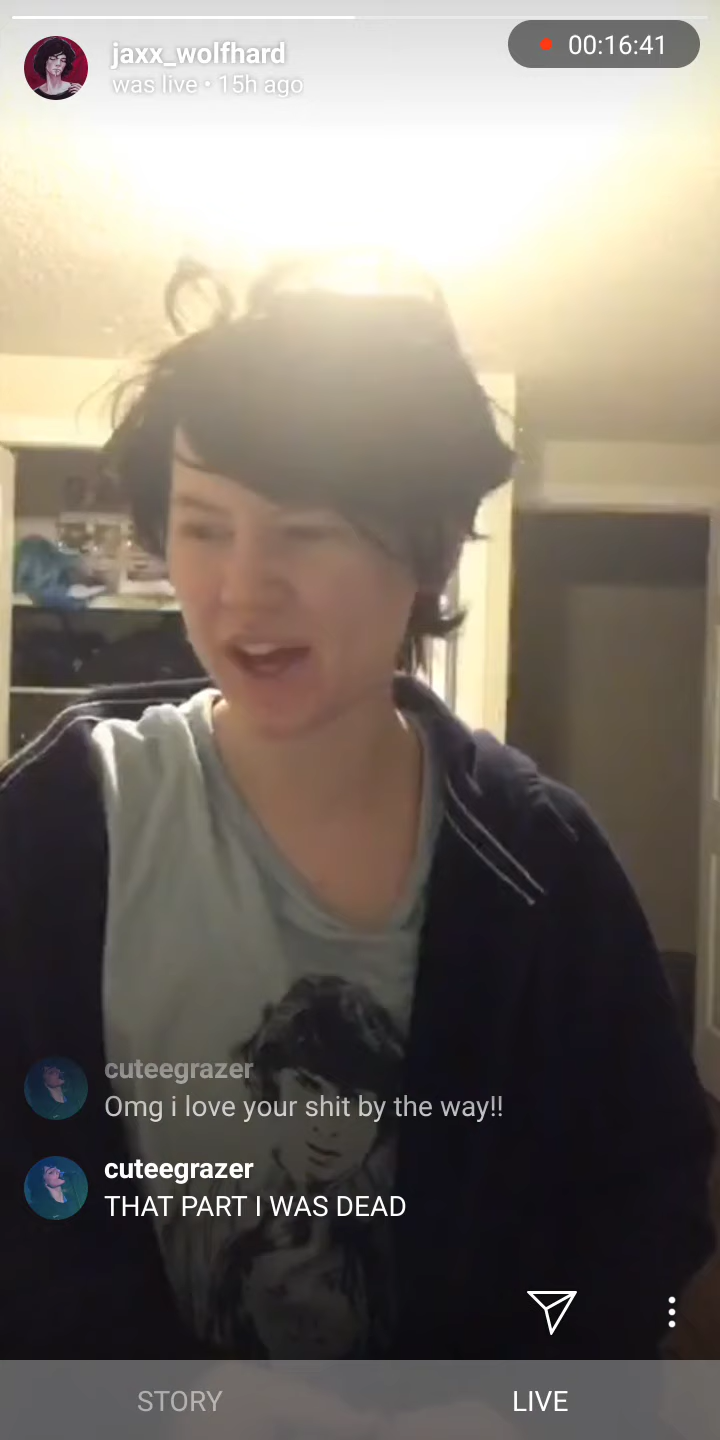 jaxx_wolfhard
was live • 15h ago
00:16:41
cuteegrazer
Omg i love your shit by the way!!
cuteegrazer
THAT PART I WAS DEAD
STORY
LIVE